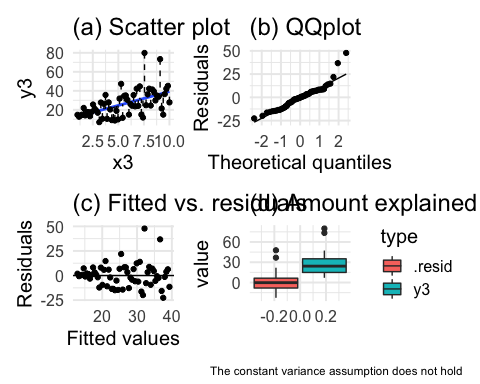 (a) Scatter plot
80
60
40
20
y3
2.5 5.0 7.5 10.0
x3
(b) QQplot
50
25
0
-25
Residuals
-2 -1 0 1 2
Theoretical quantiles
(c) Fitted vs. residuals
50
25
0
-25
Residuals
20 30 40
Fitted values
(d) Amount explained
60
30
0
value
-0.2 0.0 0.2
type
.resid
y3
The constant variance assumption does not hold